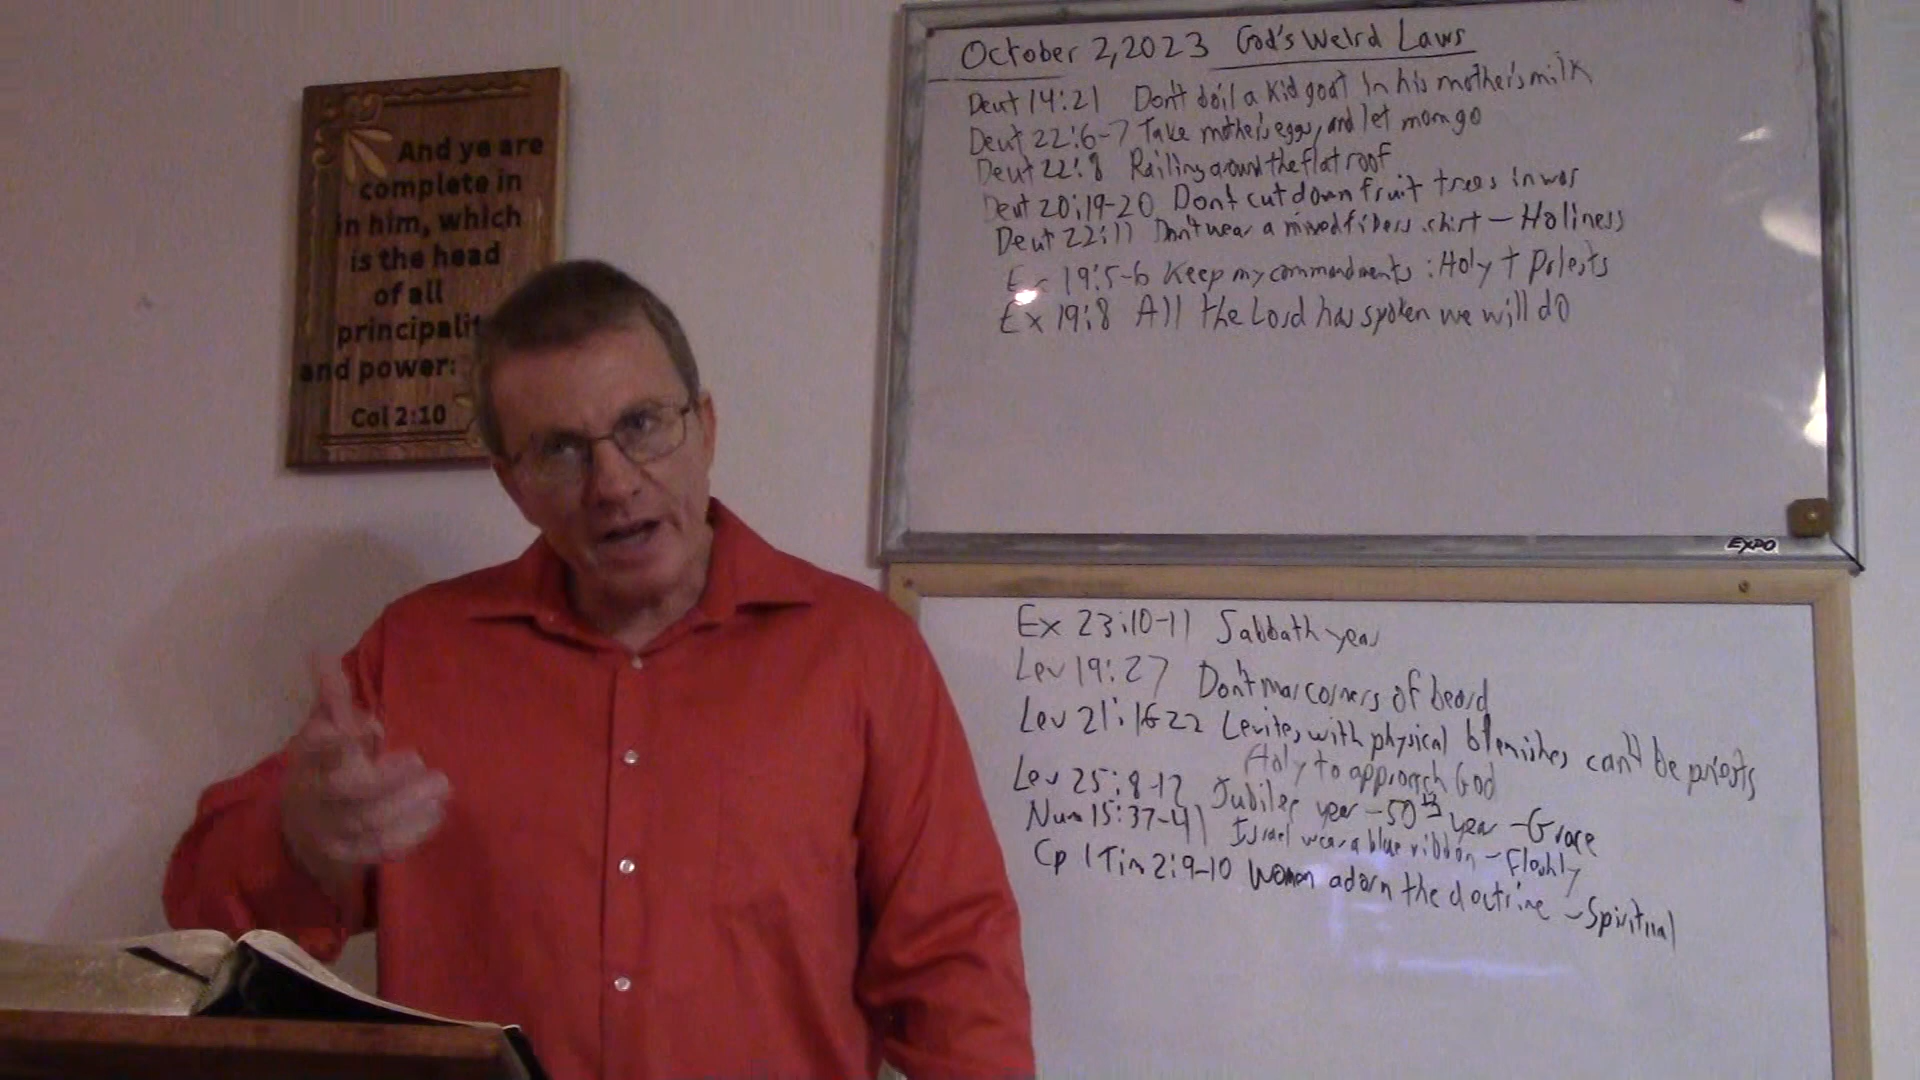 And ye are
complete in
in him, which
is the head
of all
principalit
and power:
Col 2:10
October 2, 2023 God's Weird Laws
Deut 14:21 Don't boil a kid goat in his mother's milk
Deut 22:6-7 Take mother's eggs, and let mom go
Deut 22:8 Railing around the flat roof
Deut 20:19-20 Don't cut down fruit trees in war
Deut 22:11 Don't wear a mixed fibers shirt - Holiness
Ex 19:5-6 Keep my commandments: Holy + Priests
Ex 19:8 All the Lord has spoken we will do
EXPO
Ex 23:10-11 Sabbath year
Lev 19:27 Don't mar corners of beard
Lev 21:16-22 Levites with physical blemishes can't be priests
Holy to approach God
Lev 25:8-12 Jubilee year - 50th year - Grace
Num 15:37-41 Israel wear a blue ribbon - Fleshly
Cp 1 Tim 2:9-10 Women adorn the doctrine - Spiritual